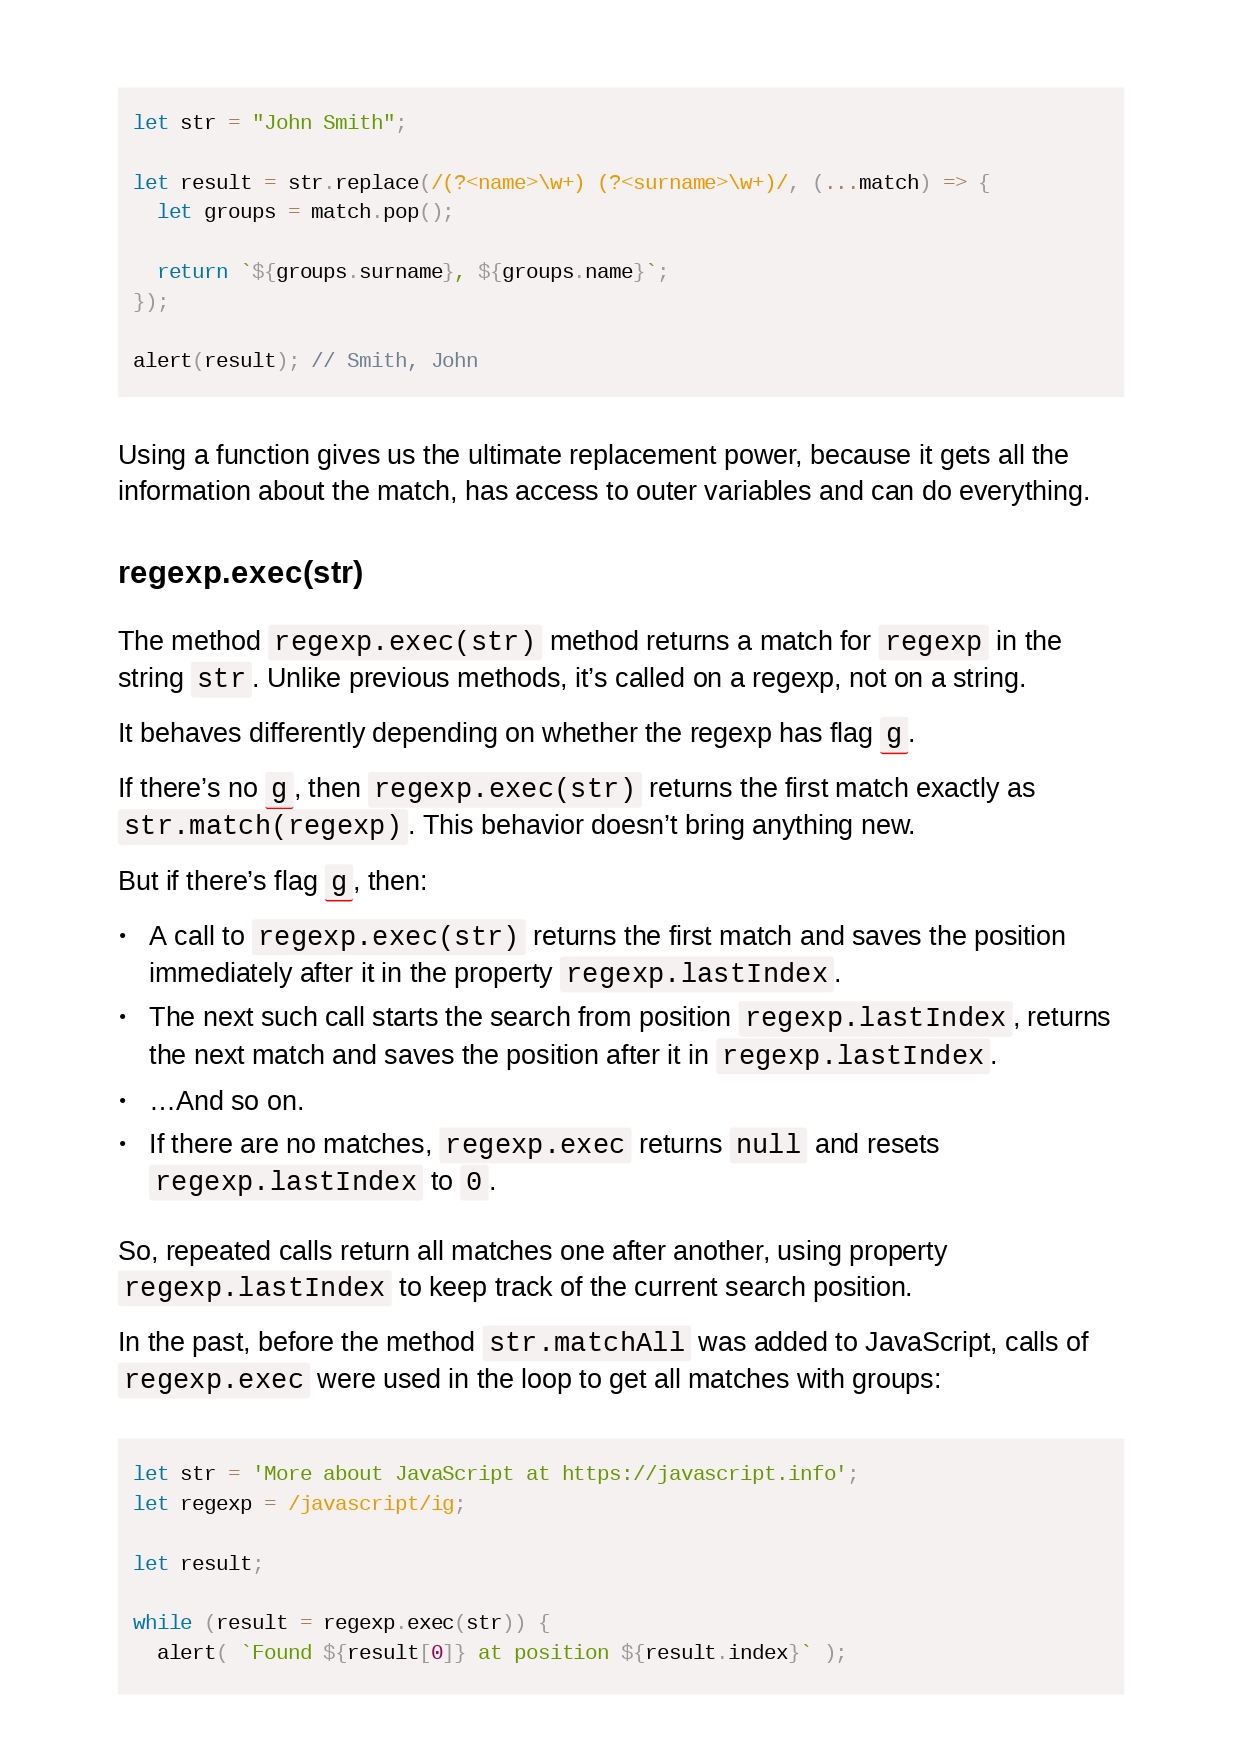 let str = "John Smith";
let result = str.replace(/(?<name>\w+) (?<surname>\w+)/, (...match) => {
  let groups = match.pop();
  return `${groups.surname}, ${groups.name}`;
});
alert(result); // Smith, John
Using a function gives us the ultimate replacement power, because it gets all the
information about the match, has access to outer variables and can do everything.
regexp.exec(str)
The method regexp.exec(str) method returns a match for regexp in the
string str. Unlike previous methods, it’s called on a regexp, not on a string.
It behaves differently depending on whether the regexp has flag g.
If there’s no g, then regexp.exec(str) returns the first match exactly as
str.match(regexp). This behavior doesn’t bring anything new.
But if there’s flag g, then:
• A call to regexp.exec(str) returns the first match and saves the position
immediately after it in the property regexp.lastIndex.
• The next such call starts the search from position regexp.lastIndex, returns
the next match and saves the position after it in regexp.lastIndex.
• …And so on.
• If there are no matches, regexp.exec returns null and resets
regexp.lastIndex to 0.
So, repeated calls return all matches one after another, using property
regexp.lastIndex to keep track of the current search position.
In the past, before the method str.matchAll was added to JavaScript, calls of
regexp.exec were used in the loop to get all matches with groups:
let str = 'More about JavaScript at https://javascript.info';
let regexp = /javascript/ig;
let result;
while (result = regexp.exec(str)) {
  alert( `Found ${result[0]} at position ${result.index}` );